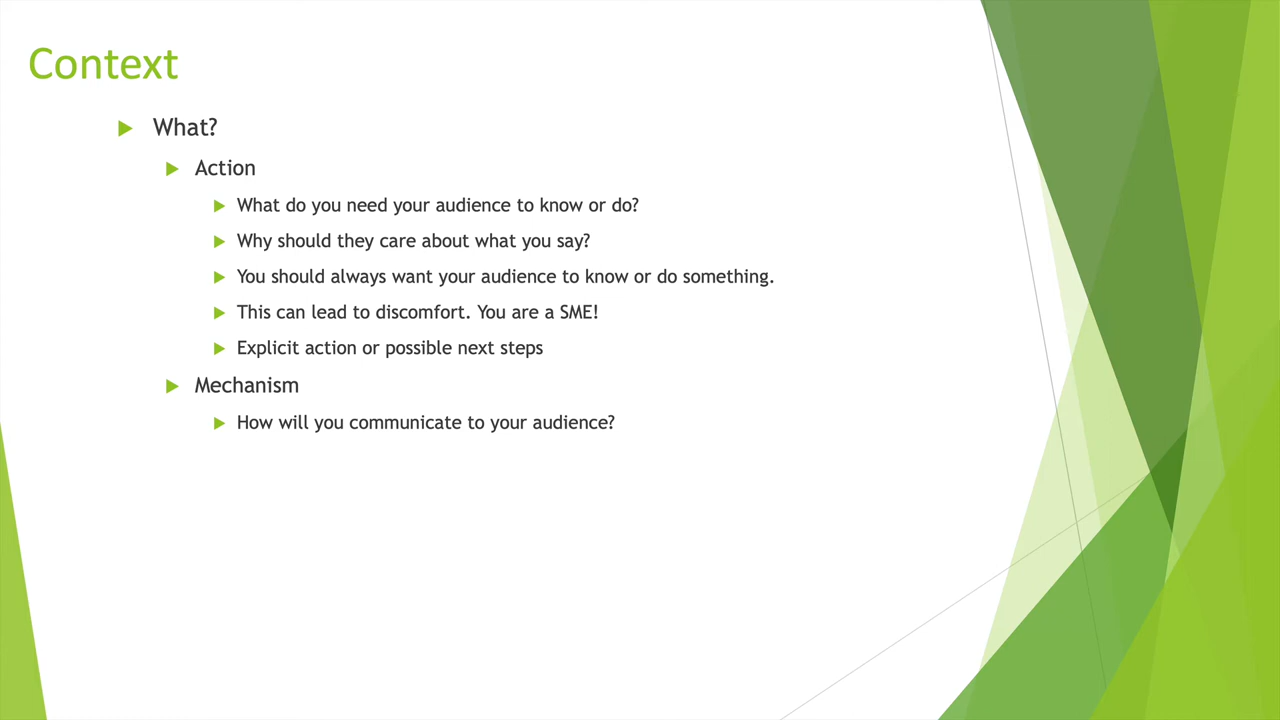 Context
What?
Action
What do you need your audience to know or do?
Why should they care about what you say?
You should always want your audience to know or do something.
This can lead to discomfort. You are a SME!
Explicit action or possible next steps
Mechanism
How will you communicate to your audience?